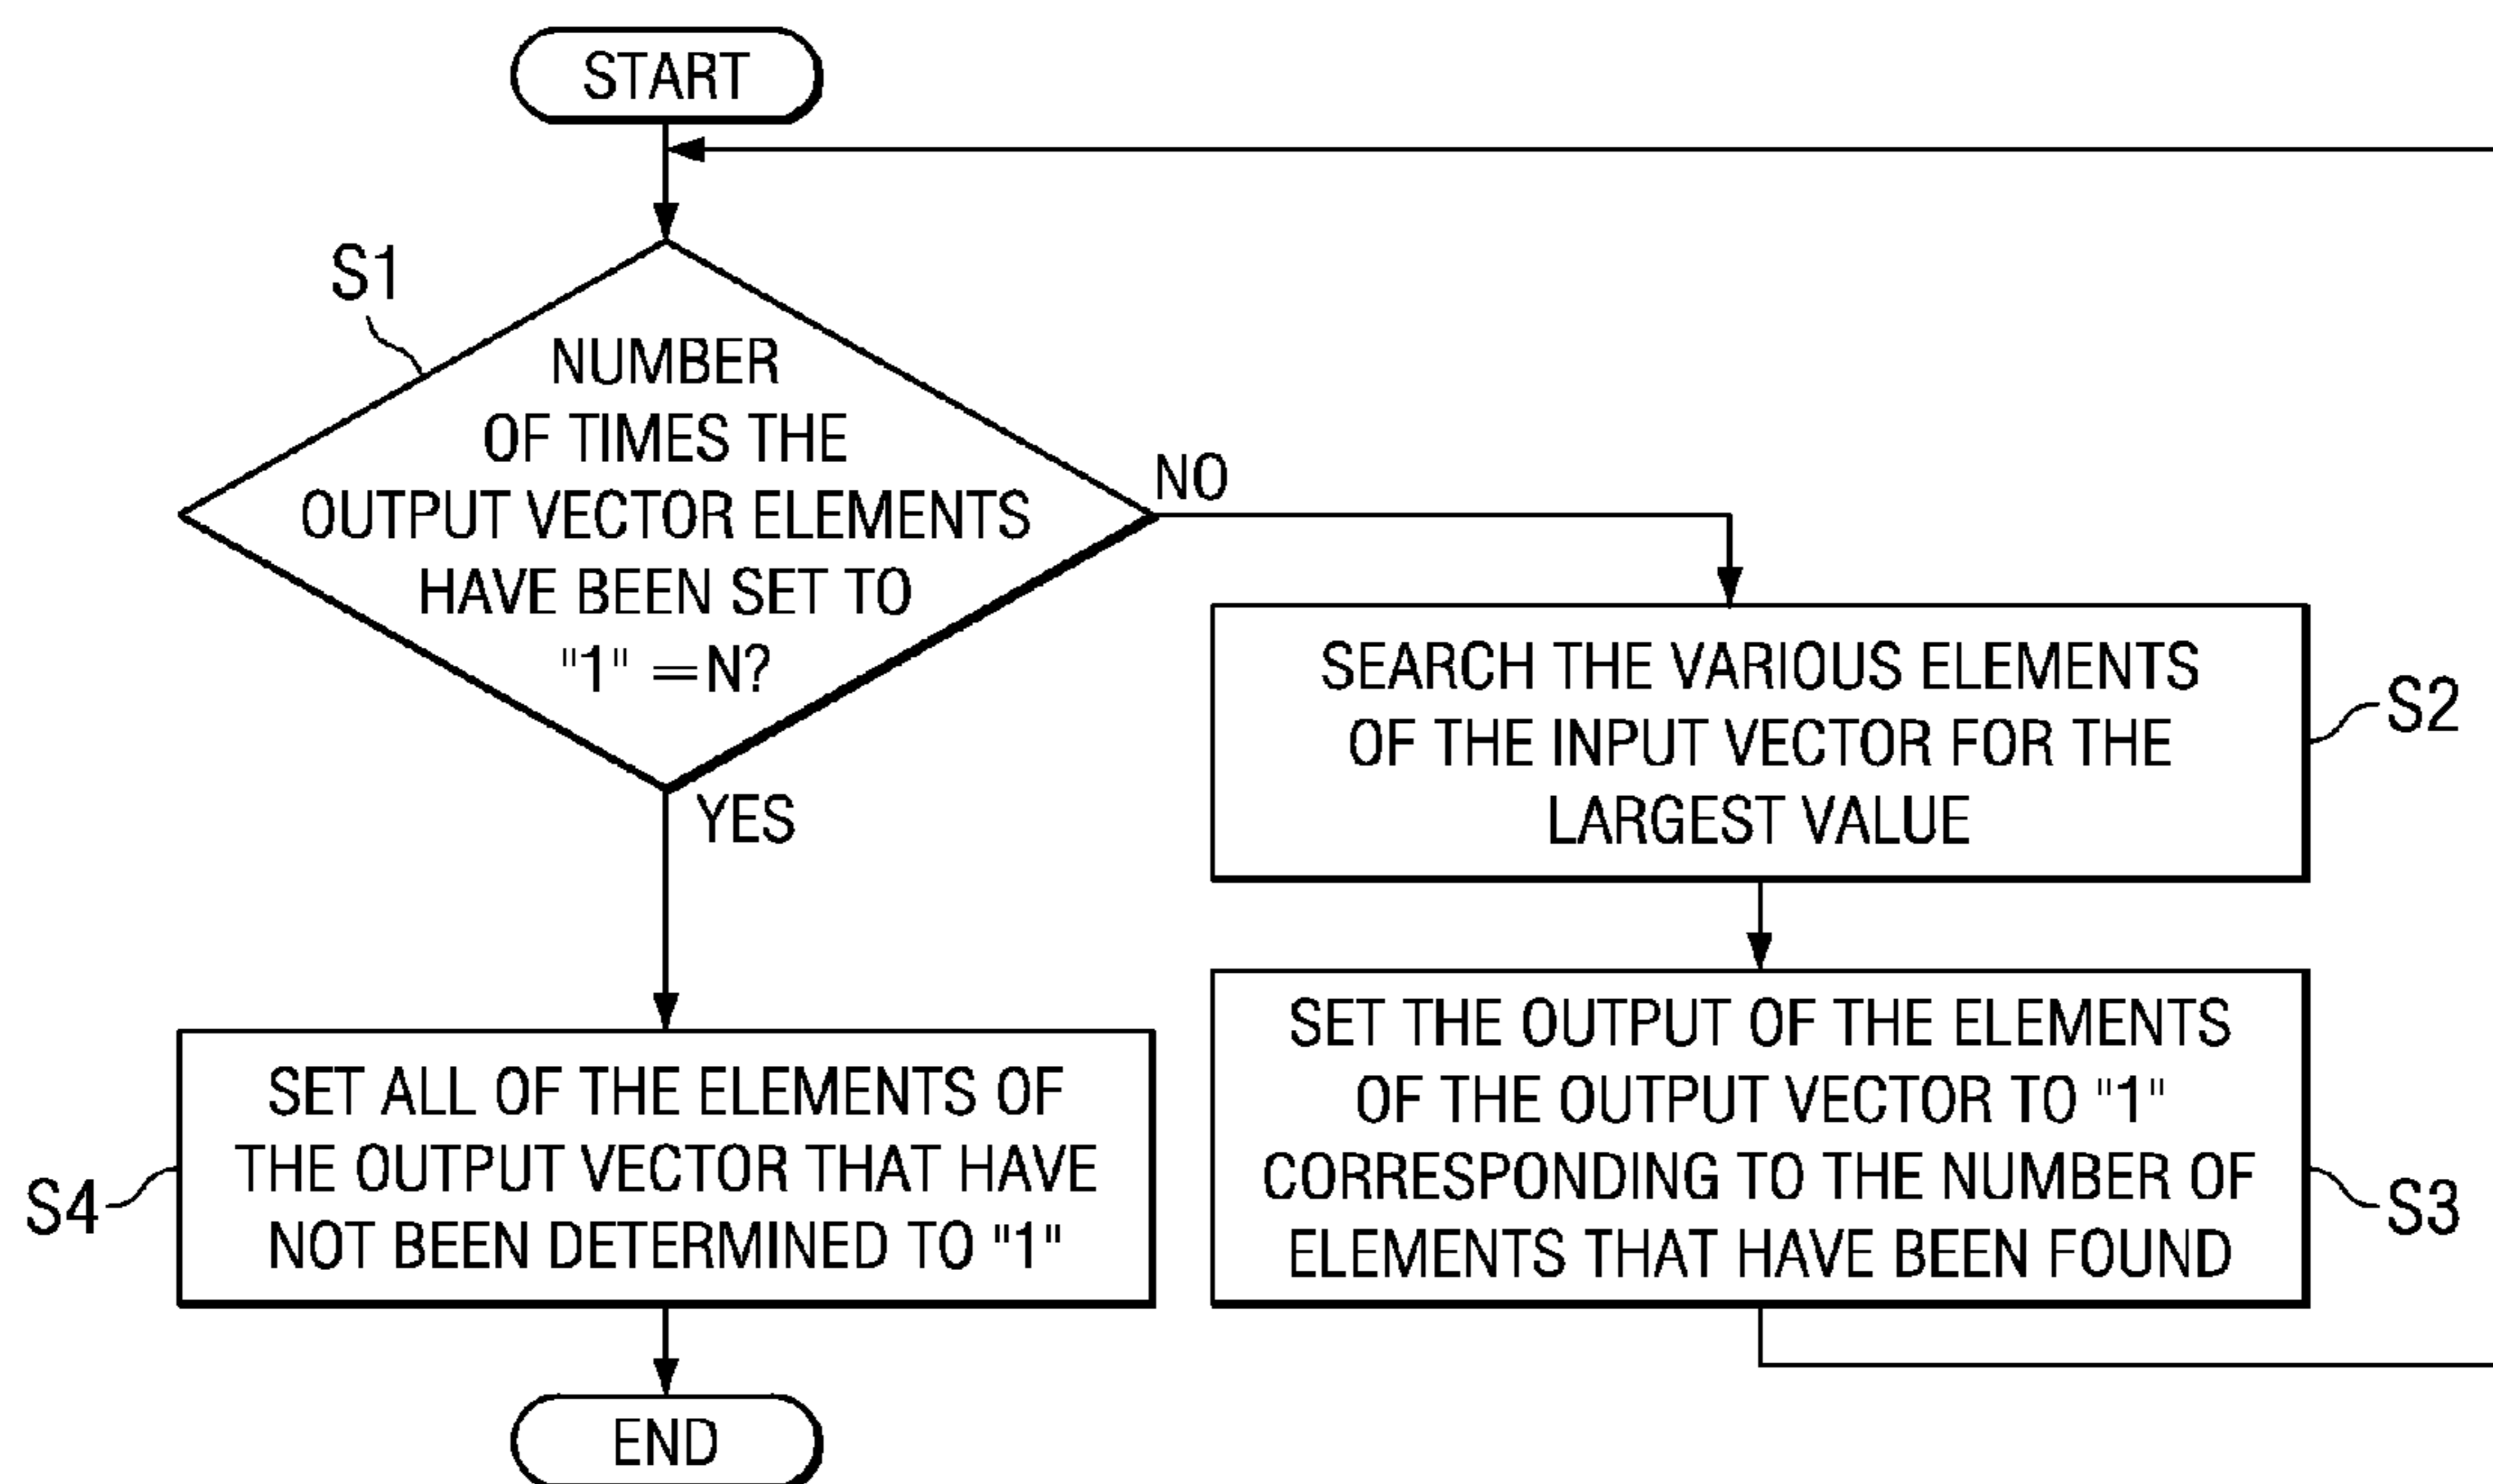 START
S1
NUMBER
OF TIMES THE
OUTPUT VECTOR ELEMENTS
HAVE BEEN SET TO
"1" =N?
NO
YES
SEARCH THE VARIOUS ELEMENTS
OF THE INPUT VECTOR FOR THE
LARGEST VALUE
S2
SET THE OUTPUT OF THE ELEMENTS
OF THE OUTPUT VECTOR TO "1"
CORRESPONDING TO THE NUMBER OF
ELEMENTS THAT HAVE BEEN FOUND
S3
SET ALL OF THE ELEMENTS OF
THE OUTPUT VECTOR THAT HAVE
NOT BEEN DETERMINED TO "1"
S4
END